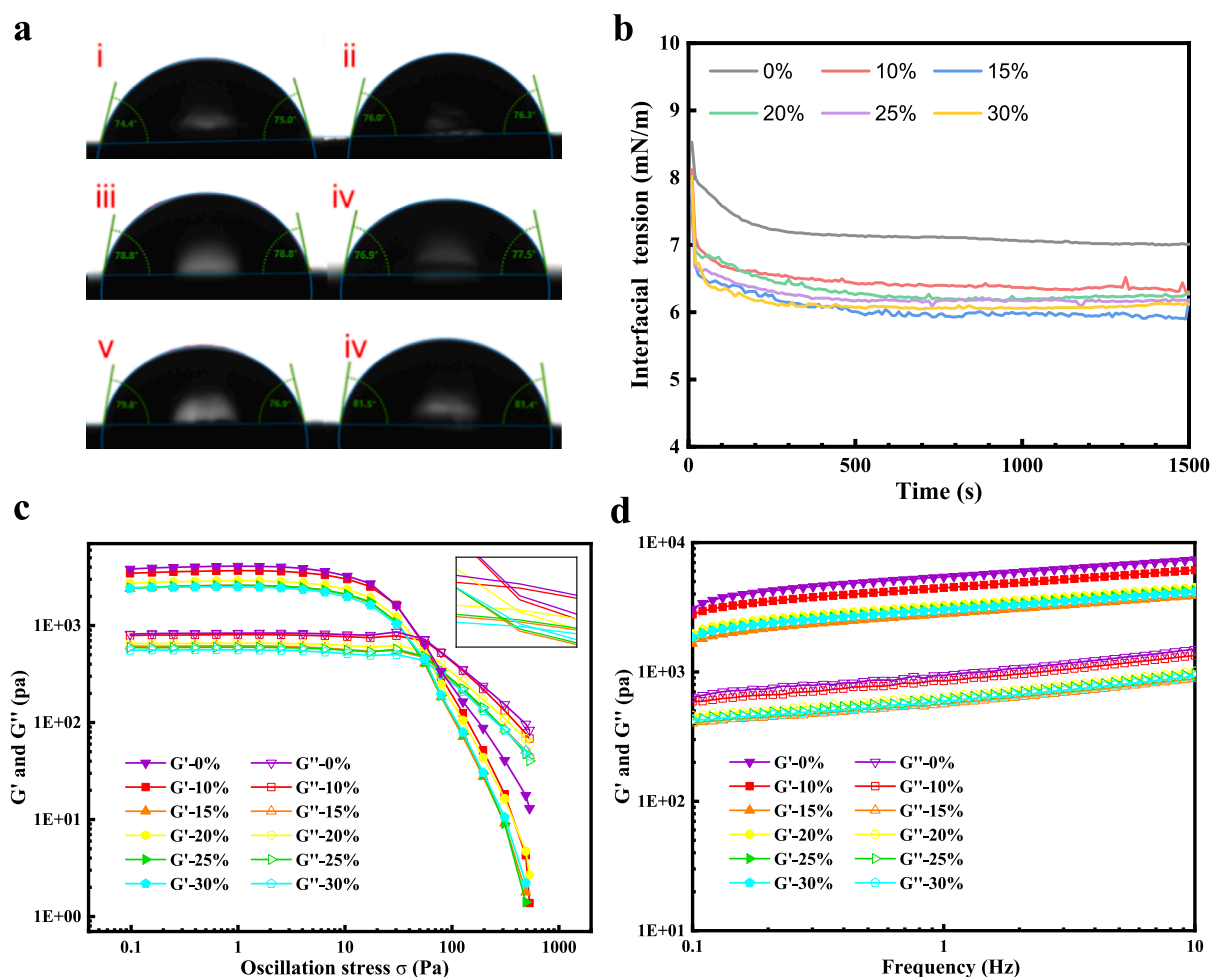 a
i
ii
74.4°
75.0°
76.0°
76.3°
iii
iv
78.8°
78.8°
76.9°
77.5°
v
iv
79.8°
76.9°
81.5°
81.4°
b
10
9
8
7
6
5
4
Interfacial tension (mN/m)
0% 10% 15%
20% 25% 30%
0 500 1000 1500
Time (s)
c
1E+03
1E+02
1E+01
1E+00
G' and G'' (pa)
G'-0% G''-0%
G'-10% G''-10%
G'-15% G''-15%
G'-20% G''-20%
G'-25% G''-25%
G'-30% G''-30%
0.1 1 10 100 1000
Oscillation stress σ (Pa)
d
1E+04
1E+03
1E+02
1E+01
G' and G'' (pa)
G'-0% G''-0%
G'-10% G''-10%
G'-15% G''-15%
G'-20% G''-20%
G'-25% G''-25%
G'-30% G''-30%
0.1 1 10
Frequency (Hz)